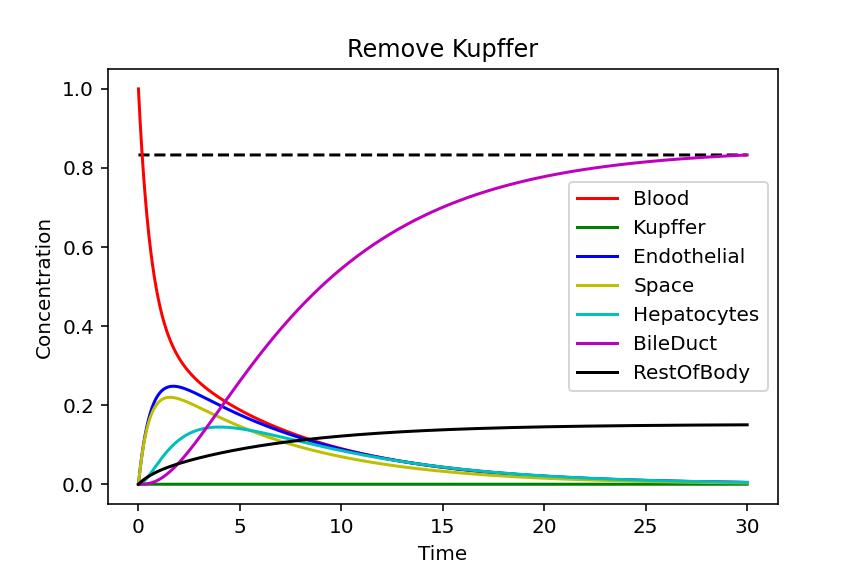 Remove Kupffer
Concentration
1.0
0.8
0.6
0.4
0.2
0.0
Blood
Kupffer
Endothelial
Space
Hepatocytes
BileDuct
RestOfBody
0 5 10 15 20 25 30
Time